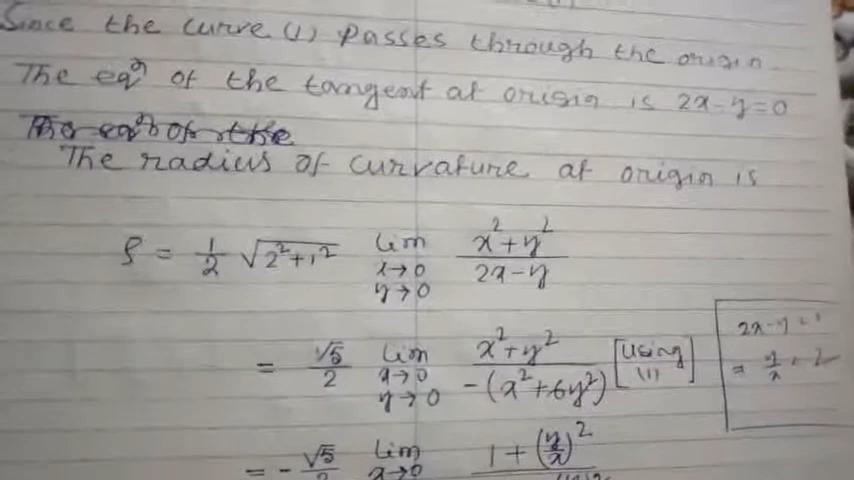 Since the curve (1) passes through the origin.
The eqⁿ of the tangent at origin is 2x-y=0
The radius of curvature at origin is
ρ = 1/2 √(2²+1²) lim x→0 y→0 (x²+y²)/(2x-y)
= √5/2 lim x→0 y→0 (x²+y²)/(-(x²+6y²)) [Using (1)]
2x-y =
= y/x = 2
= -√5/2 lim x→0 1+(y/x)²